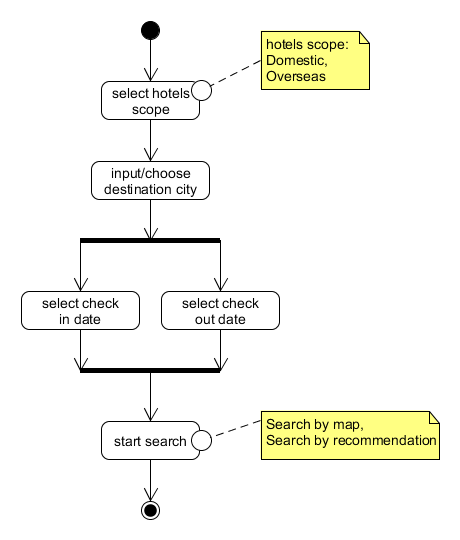 hotels scope:
Domestic,
Overseas
select hotels
scope
input/choose
destination city
select check
in date
select check
out date
start search
Search by map,
Search by recommendation